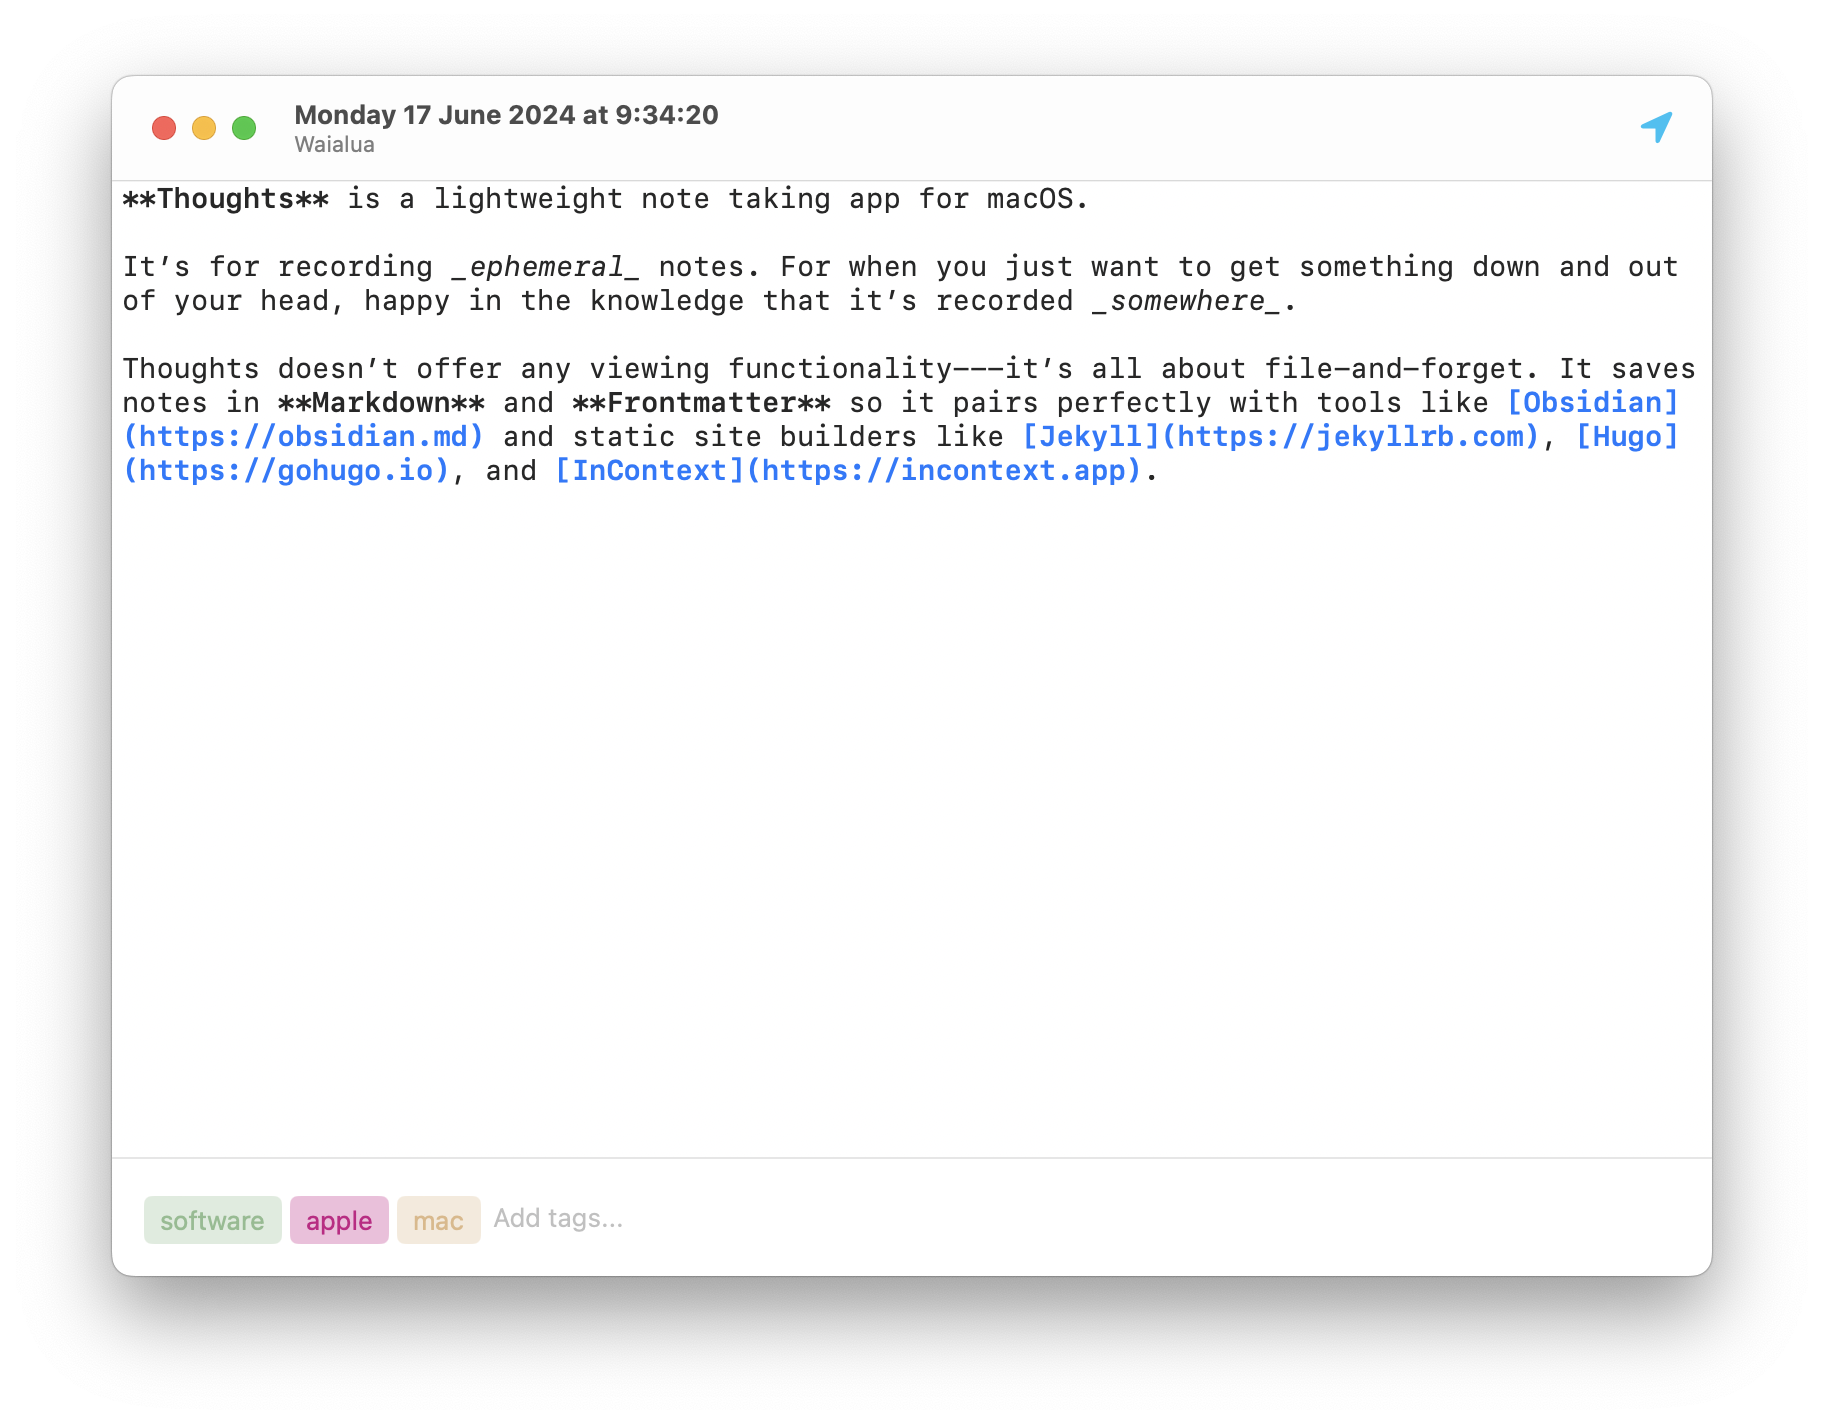 Monday 17 June 2024 at 9:34:20
Waialua
**Thoughts** is a lightweight note taking app for macOS.
It’s for recording _ephemeral_ notes. For when you just want to get something down and out
of your head, happy in the knowledge that it’s recorded _somewhere_.
Thoughts doesn’t offer any viewing functionality---it’s all about file-and-forget. It saves
notes in **Markdown** and **Frontmatter** so it pairs perfectly with tools like [Obsidian]
(https://obsidian.md) and static site builders like [Jekyll](https://jekyllrb.com), [Hugo]
(https://gohugo.io), and [InContext](https://incontext.app).
software apple mac Add tags...